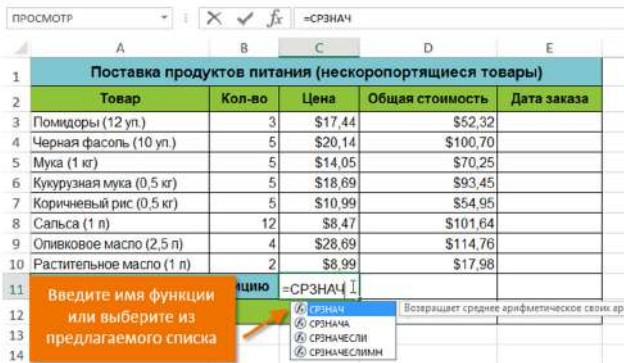 ПРОСМОТР fx =СРЗНАЧ
A B C D E
1 Поставка продуктов питания (нескоропортящиеся товары)
2 Товар Кол-во Цена Общая стоимость Дата заказа
3 Помидоры (12 уп.) 3 $17,44 $52,32
4 Черная фасоль (10 уп.) 5 $20,14 $100,70
5 Мука (1 кг) 5 $14,05 $70,25
6 Кукурузная мука (0,5 кг) 5 $18,69 $93,45
7 Коричневый рис (0,5 кг) 5 $10,99 $54,95
8 Сальса (1 л) 12 $8,47 $101,64
9 Оливковое масло (2,5 л) 4 $28,69 $114,76
10 Растительное масло (1 л) 2 $8,99 $17,98
11 ицию =СРЗНАЧ
12
13
14
Введите имя функции
или выберите из
предлагаемого списка
СРЗНАЧ Возвращает среднее арифметическое своих ар
СРЗНАЧА
СРЗНАЧЕСЛИ
СРЗНАЧЕСЛИМН